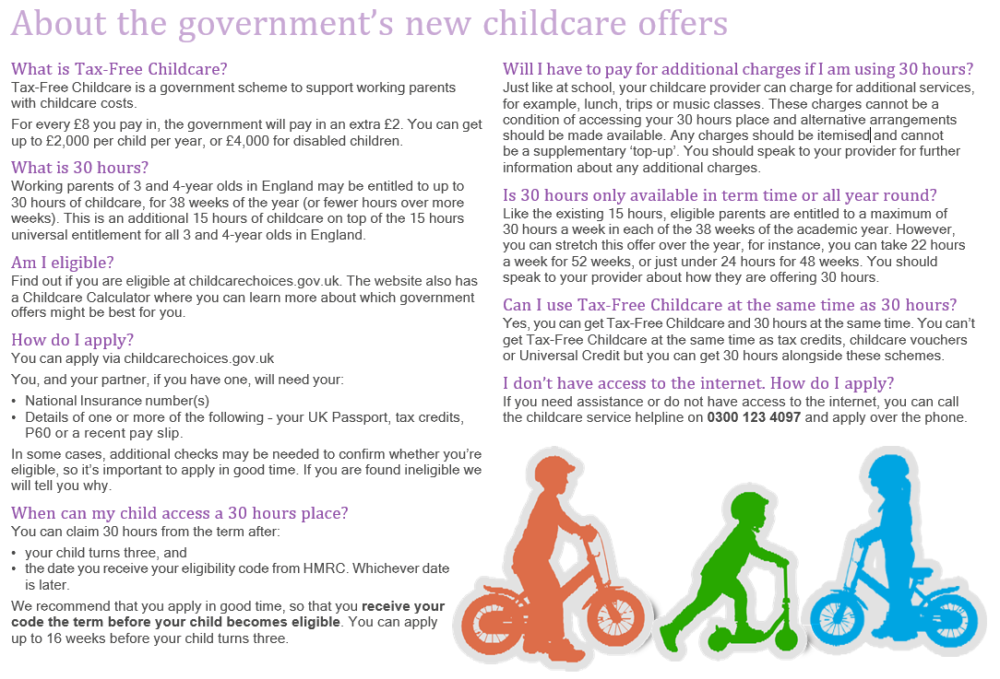 About the government’s new childcare offers
What is Tax-Free Childcare?
Tax-Free Childcare is a government scheme to support working parents
with childcare costs.
For every £8 you pay in, the government will pay in an extra £2. You can get
up to £2,000 per child per year, or £4,000 for disabled children.
What is 30 hours?
Working parents of 3 and 4-year olds in England may be entitled to up to
30 hours of childcare, for 38 weeks of the year (or fewer hours over more
weeks). This is an additional 15 hours of childcare on top of the 15 hours
universal entitlement for all 3 and 4-year olds in England.
Am I eligible?
Find out if you are eligible at childcarechoices.gov.uk. The website also has
a Childcare Calculator where you can learn more about which government
offers might be best for you.
How do I apply?
You can apply via childcarechoices.gov.uk
You, and your partner, if you have one, will need your:
• National Insurance number(s)
• Details of one or more of the following - your UK Passport, tax credits,
P60 or a recent pay slip.
In some cases, additional checks may be needed to confirm whether you’re
eligible, so it’s important to apply in good time. If you are found ineligible we
will tell you why.
When can my child access a 30 hours place?
You can claim 30 hours from the term after:
• your child turns three, and
• the date you receive your eligibility code from HMRC. Whichever date
is later.
We recommend that you apply in good time, so that you receive your
code the term before your child becomes eligible. You can apply
up to 16 weeks before your child turns three.
Will I have to pay for additional charges if I am using 30 hours?
Just like at school, your childcare provider can charge for additional services,
for example, lunch, trips or music classes. These charges cannot be a
condition of accessing your 30 hours place and alternative arrangements
should be made available. Any charges should be itemised and cannot
be a supplementary ‘top-up’. You should speak to your provider for further
information about any additional charges.
Is 30 hours only available in term time or all year round?
Like the existing 15 hours, eligible parents are entitled to a maximum of
30 hours a week in each of the 38 weeks of the academic year. However,
you can stretch this offer over the year, for instance, you can take 22 hours
a week for 52 weeks, or just under 24 hours for 48 weeks. You should
speak to your provider about how they are offering 30 hours.
Can I use Tax-Free Childcare at the same time as 30 hours?
Yes, you can get Tax-Free Childcare and 30 hours at the same time. You can’t
get Tax-Free Childcare at the same time as tax credits, childcare vouchers
or Universal Credit but you can get 30 hours alongside these schemes.
I don’t have access to the internet. How do I apply?
If you need assistance or do not have access to the internet, you can call
the childcare service helpline on 0300 123 4097 and apply over the phone.